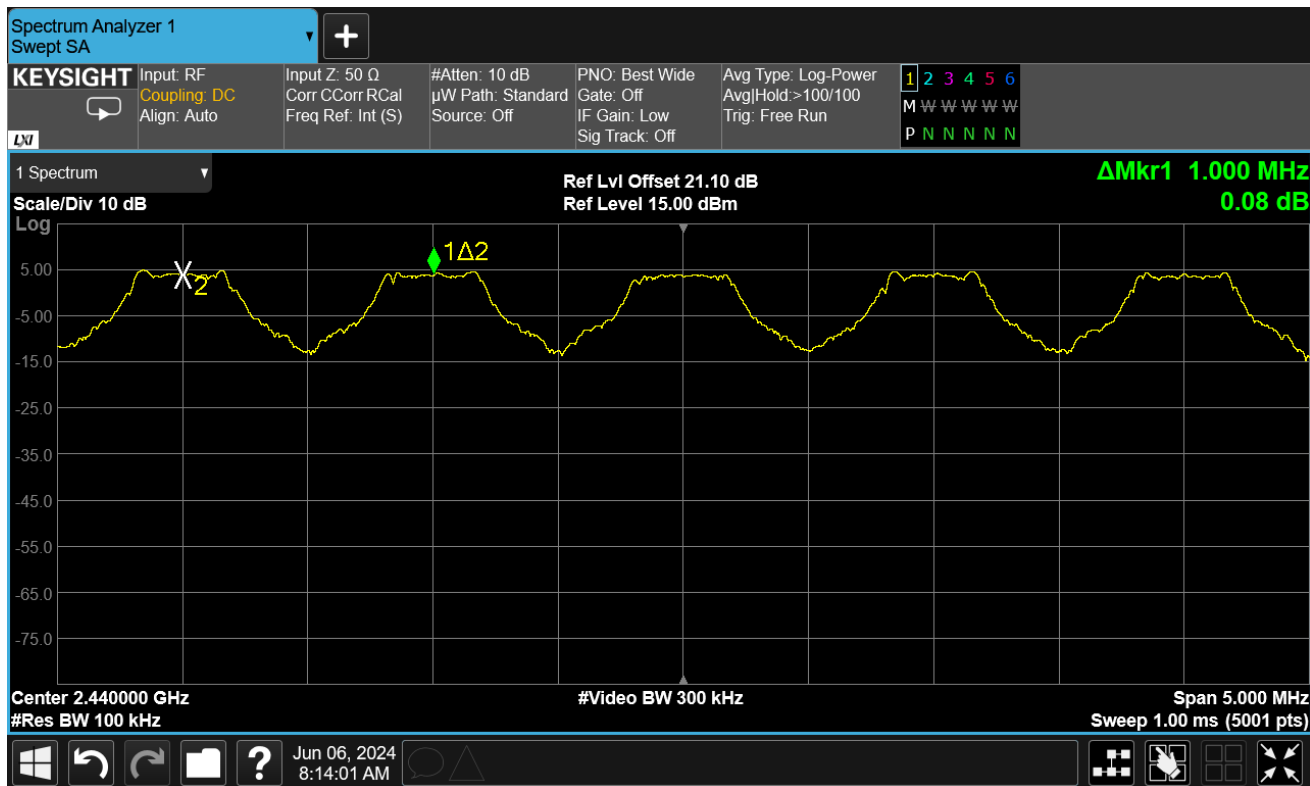 Spectrum Analyzer 1
Swept SA
+
KEYSIGHT
LXI
Input: RF
Coupling: DC
Align: Auto
Input Z: 50 Ω
Corr CCorr RCal
Freq Ref: Int (S)
#Atten: 10 dB
µW Path: Standard
Source: Off
PNO: Best Wide
Gate: Off
IF Gain: Low
Sig Track: Off
Avg Type: Log-Power
Avg|Hold:>100/100
Trig: Free Run
1 2 3 4 5 6
M W W W W W
P N N N N N
1 Spectrum
Scale/Div 10 dB
Ref Lvl Offset 21.10 dB
Ref Level 15.00 dBm
ΔMkr1 1.000 MHz
0.08 dB
Log
1Δ2
2
5.00
-5.00
-15.0
-25.0
-35.0
-45.0
-55.0
-65.0
-75.0
Center 2.440000 GHz
#Res BW 100 kHz
#Video BW 300 kHz
Span 5.000 MHz
Sweep 1.00 ms (5001 pts)
?
Jun 06, 2024
8:14:01 AM